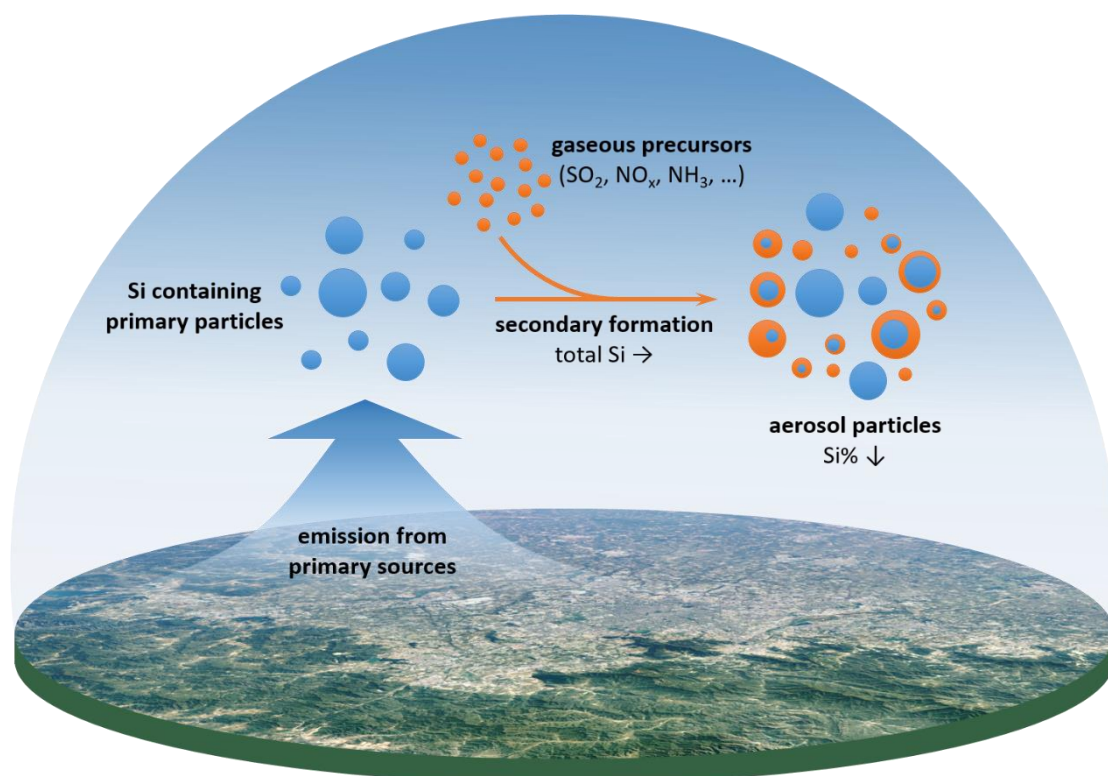 gaseous precursors
(SO₂, NOₓ, NH₃, ...)
Si containing
primary particles
secondary formation
total Si →
aerosol particles
Si% ↓
emission from
primary sources